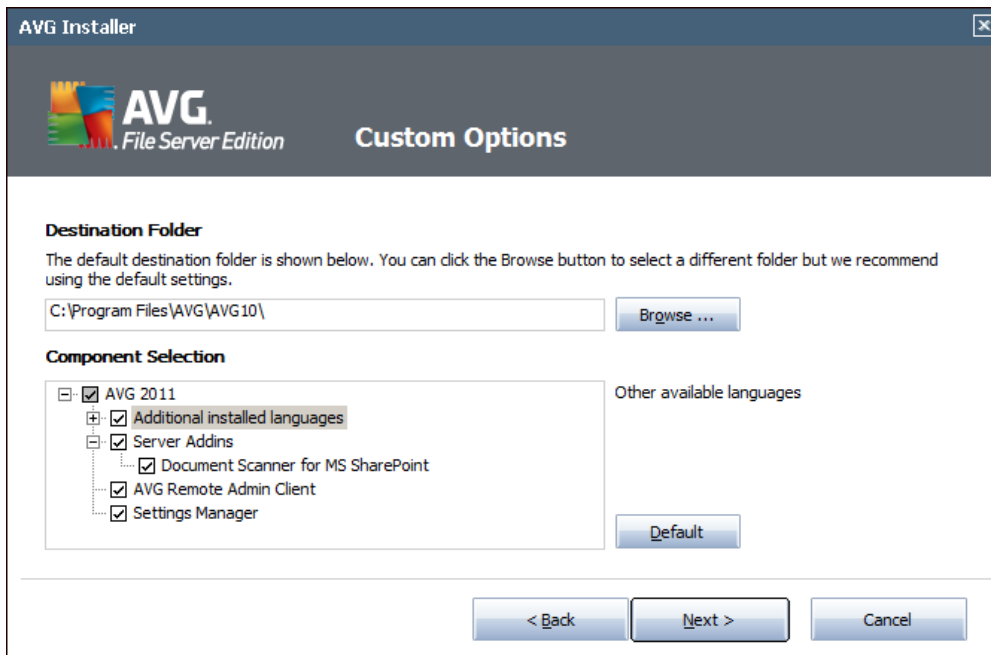 AVG Installer
AVG.
File Server Edition
Custom Options
Destination Folder
The default destination folder is shown below. You can click the Browse button to select a different folder but we recommend
using the default settings.
C:\Program Files\AVG\AVG10\
Browse ...
Component Selection
AVG 2011
Other available languages
Additional installed languages
Server Addins
Document Scanner for MS SharePoint
AVG Remote Admin Client
Settings Manager
Default
< Back
Next >
Cancel